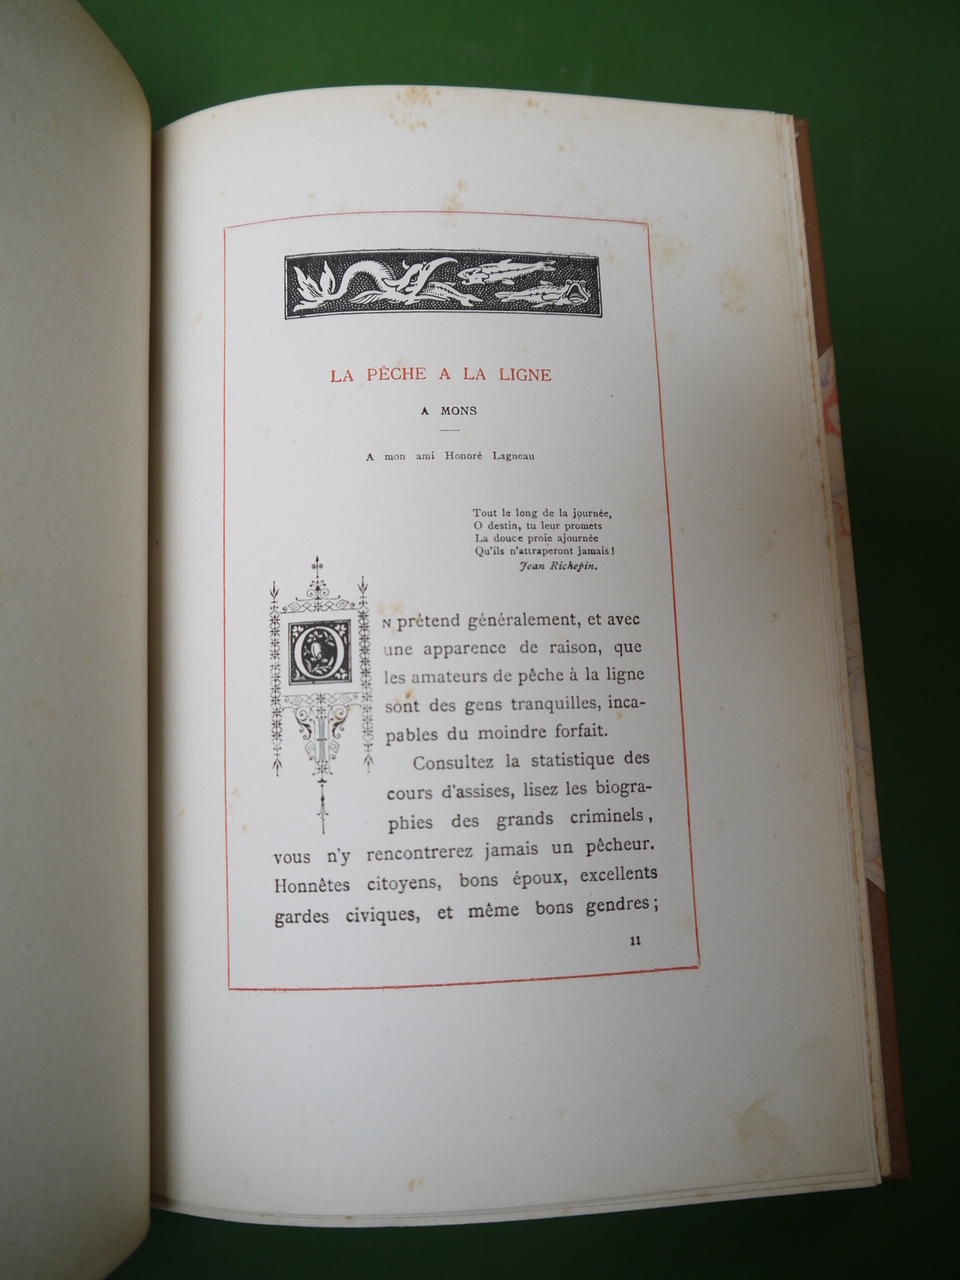 LA PÊCHE A LA LIGNE
A MONS
A mon ami Honoré Lagneau
Tout le long de la journée,
O destin, tu leur promets
La douce proie ajournée
Qu'ils n'attraperont jamais !
Jean Richepin.
ON prétend généralement, et avec
une apparence de raison, que
les amateurs de pêche à la ligne
sont des gens tranquilles, inca-
pables du moindre forfait.
Consultez la statistique des
cours d'assises, lisez les biogra-
phies des grands criminels,
vous n'y rencontrerez jamais un pêcheur.
Honnêtes citoyens, bons époux, excellents
gardes civiques, et même bons gendres ;
11